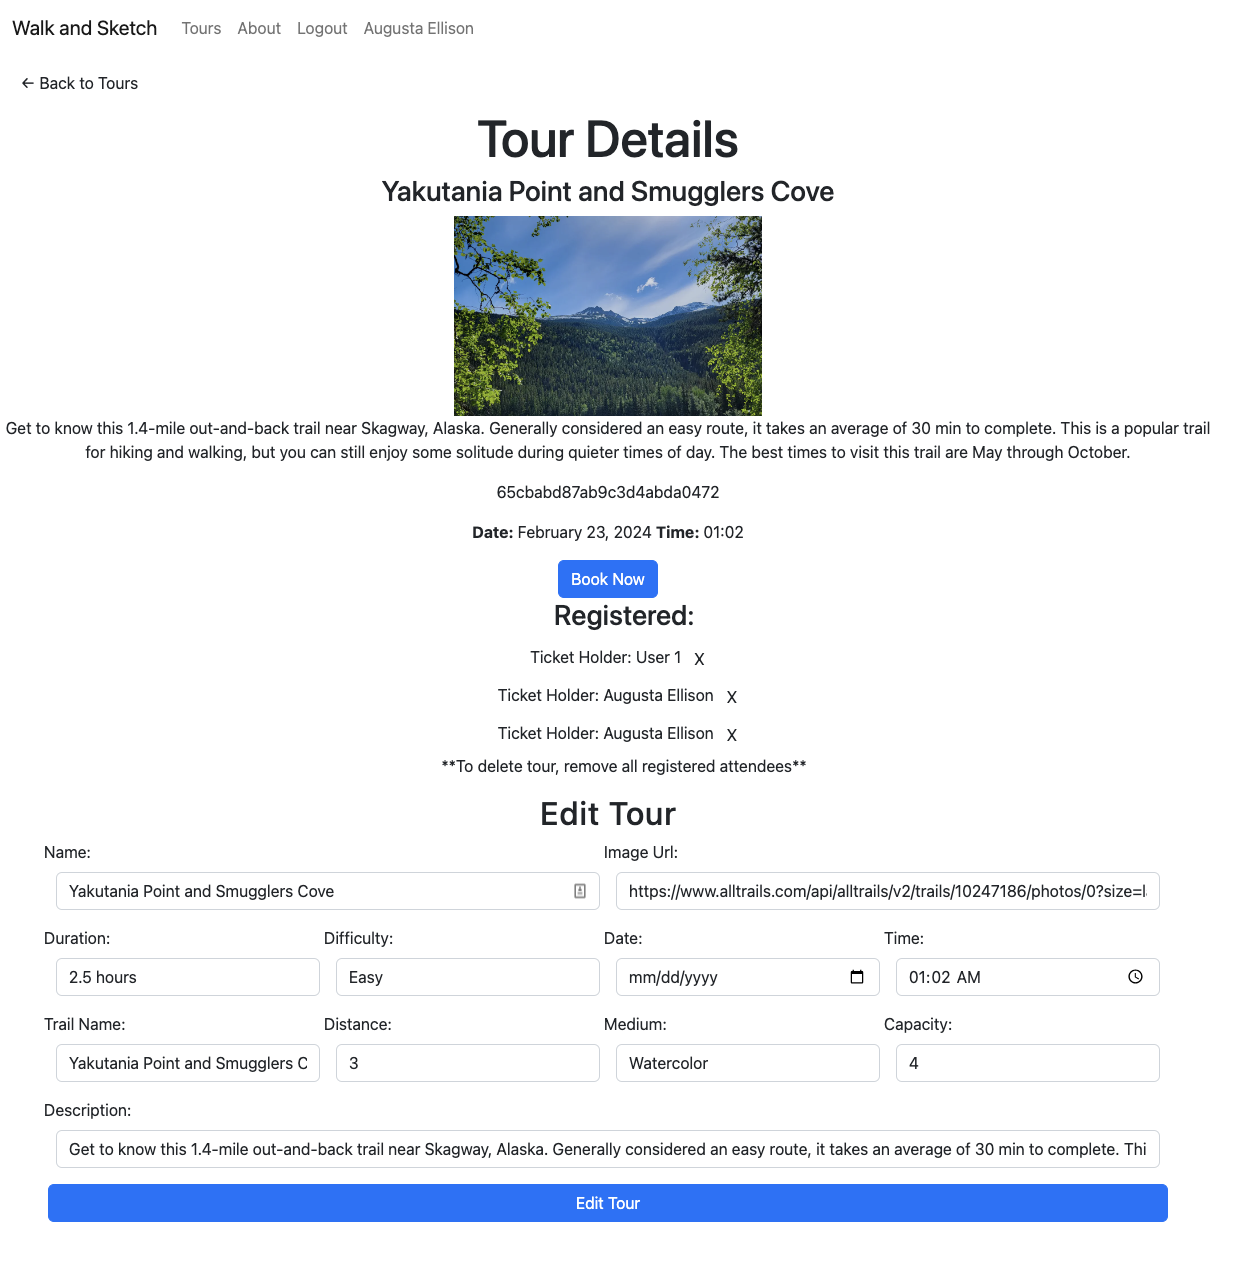 Walk and Sketch Tours About Logout Augusta Ellison
← Back to Tours
Tour Details
Yakutania Point and Smugglers Cove
Get to know this 1.4-mile out-and-back trail near Skagway, Alaska. Generally considered an easy route, it takes an average of 30 min to complete. This is a popular trail
for hiking and walking, but you can still enjoy some solitude during quieter times of day. The best times to visit this trail are May through October.
65cbabd87ab9c3d4abda0472
Date: February 23, 2024 Time: 01:02
Book Now
Registered:
Ticket Holder: User 1 X
Ticket Holder: Augusta Ellison X
Ticket Holder: Augusta Ellison X
**To delete tour, remove all registered attendees**
Edit Tour
Name: Image Url:
Yakutania Point and Smugglers Cove https://www.alltrails.com/api/alltrails/v2/trails/10247186/photos/0?size=l
Duration: Difficulty: Date: Time:
2.5 hours Easy mm/dd/yyyy 01:02 AM
Trail Name: Distance: Medium: Capacity:
Yakutania Point and Smugglers C 3 Watercolor 4
Description:
Get to know this 1.4-mile out-and-back trail near Skagway, Alaska. Generally considered an easy route, it takes an average of 30 min to complete. Thi
Edit Tour